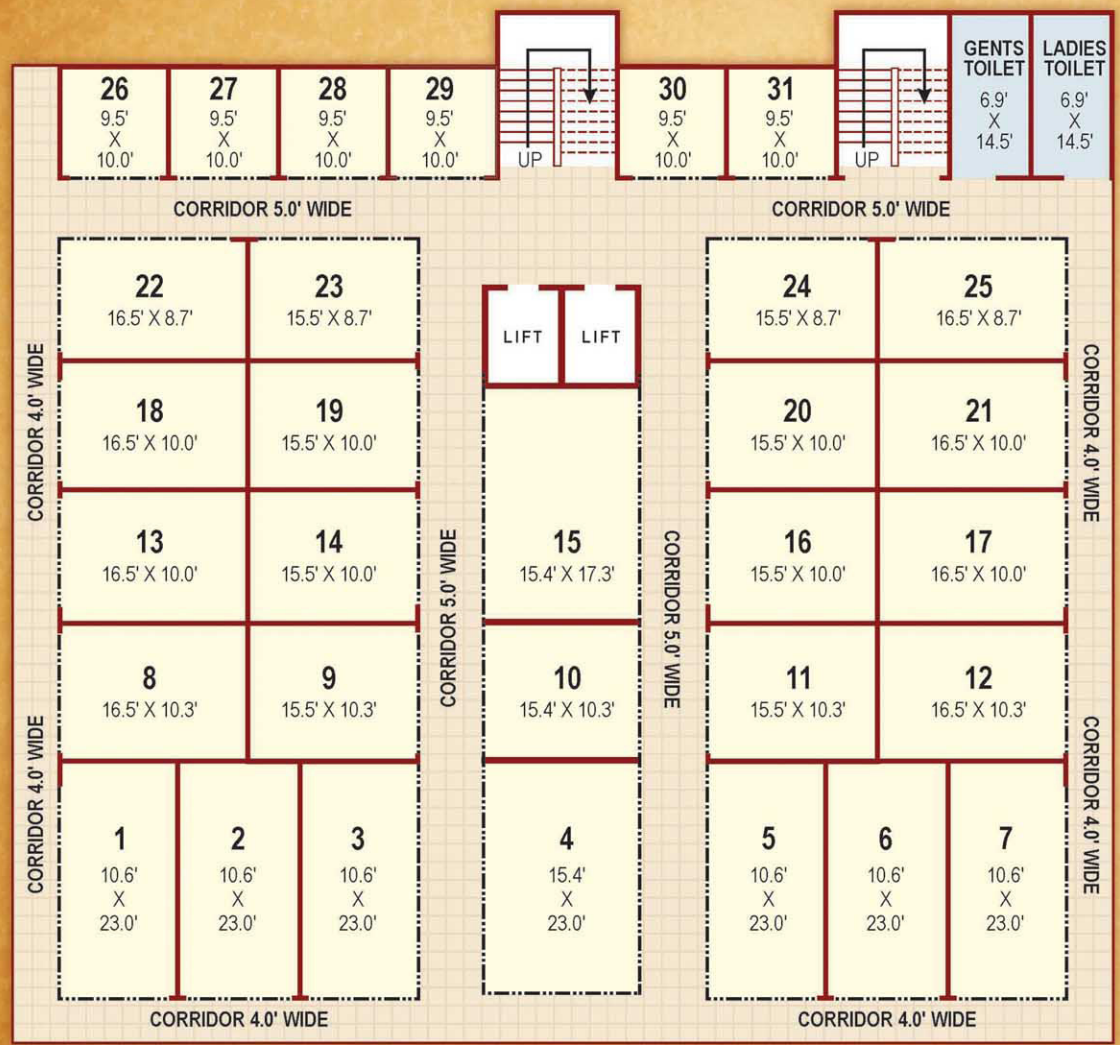 GENTS
TOILET
6.9'
X
14.5'
LADIES
TOILET
6.9'
X
14.5'
26
9.5'
X
10.0'
27
9.5'
X
10.0'
28
9.5'
X
10.0'
29
9.5'
X
10.0'
UP
30
9.5'
X
10.0'
31
9.5'
X
10.0'
UP
CORRIDOR 5.0' WIDE
CORRIDOR 5.0' WIDE
22
16.5' X 8.7'
23
15.5' X 8.7'
24
15.5' X 8.7'
25
16.5' X 8.7'
LIFT
LIFT
CORRIDOR 4.0' WIDE
CORRIDOR 4.0' WIDE
18
16.5' X 10.0'
19
15.5' X 10.0'
20
15.5' X 10.0'
21
16.5' X 10.0'
13
16.5' X 10.0'
14
15.5' X 10.0'
15
15.4' X 17.3'
16
15.5' X 10.0'
17
16.5' X 10.0'
CORRIDOR 5.0' WIDE
CORRIDOR 5.0' WIDE
8
16.5' X 10.3'
9
15.5' X 10.3'
10
15.4' X 10.3'
11
15.5' X 10.3'
12
16.5' X 10.3'
CORRIDOR 4.0' WIDE
CORRIDOR 4.0' WIDE
1
10.6'
X
23.0'
2
10.6'
X
23.0'
3
10.6'
X
23.0'
4
15.4'
X
23.0'
5
10.6'
X
23.0'
6
10.6'
X
23.0'
7
10.6'
X
23.0'
CORRIDOR 4.0' WIDE
CORRIDOR 4.0' WIDE